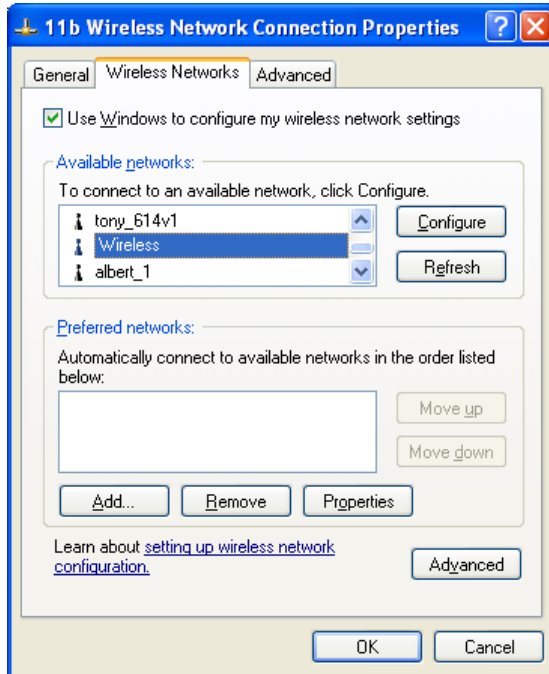 11b Wireless Network Connection Properties
General Wireless Networks Advanced
Use Windows to configure my wireless network settings
Available networks:
To connect to an available network, click Configure.
tony_614v1
Wireless
albert_1
Configure
Refresh
Preferred networks:
Automatically connect to available networks in the order listed
below:
Move up
Move down
Add... Remove Properties
Learn about setting up wireless network
configuration.
Advanced
OK Cancel